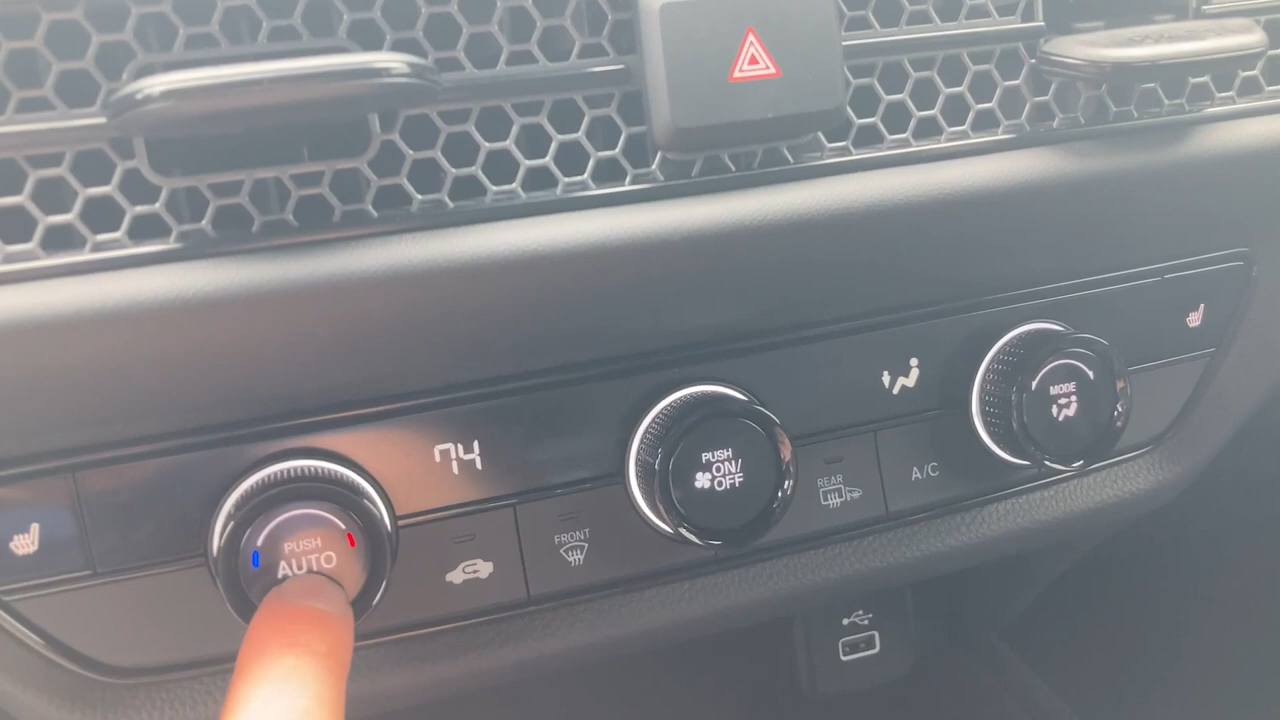 74
PUSH
AUTO
FRONT
PUSH
ON/
OFF
REAR
A/C
MODE